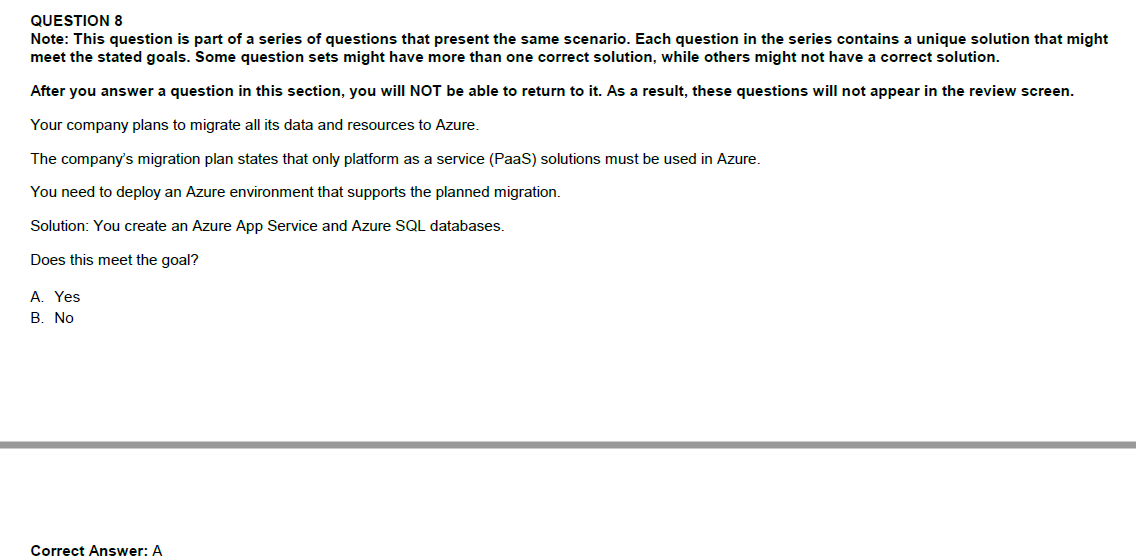 QUESTION 8
Note: This question is part of a series of questions that present the same scenario. Each question in the series contains a unique solution that might
meet the stated goals. Some question sets might have more than one correct solution, while others might not have a correct solution.
After you answer a question in this section, you will NOT be able to return to it. As a result, these questions will not appear in the review screen.
Your company plans to migrate all its data and resources to Azure.
The company's migration plan states that only platform as a service (PaaS) solutions must be used in Azure.
You need to deploy an Azure environment that supports the planned migration.
Solution: You create an Azure App Service and Azure SQL databases.
Does this meet the goal?
A. Yes
B. No
Correct Answer: A